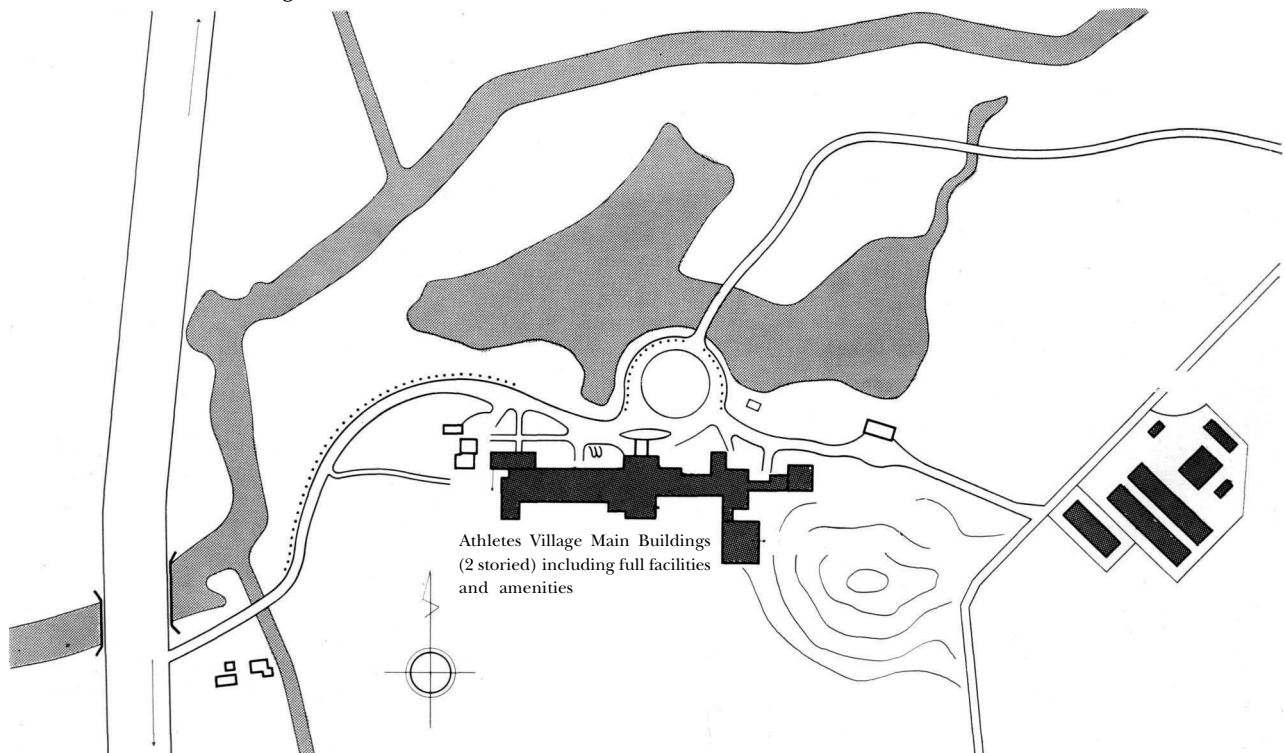 Athletes Village Main Buildings
(2 storied) including full facilities
and amenities